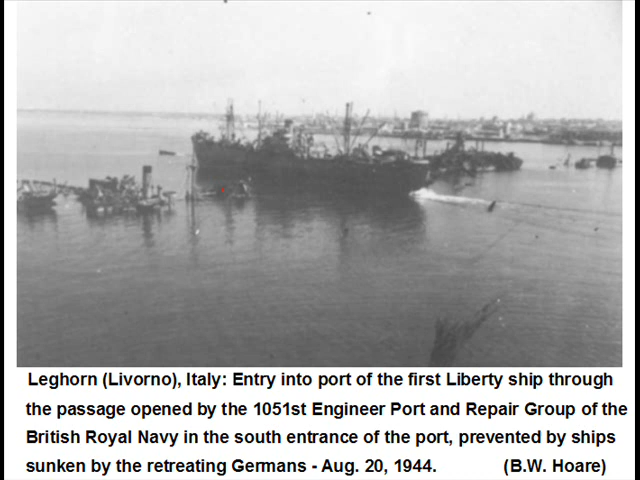 Leghorn (Livorno), Italy: Entry into port of the first Liberty ship through
the passage opened by the 1051st Engineer Port and Repair Group of the
British Royal Navy in the south entrance of the port, prevented by ships
sunken by the retreating Germans - Aug. 20, 1944. (B.W. Hoare)